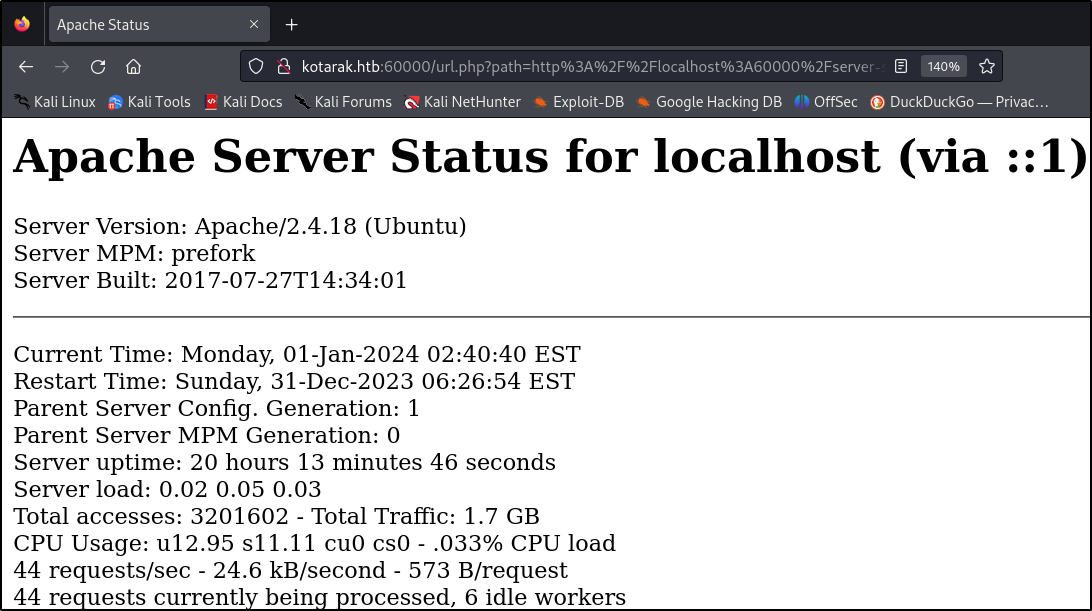 Apache Status
kotarak.htb:60000/url.php?path=http%3A%2F%2Flocalhost%3A60000%2Fserver-
140%
Kali Linux Kali Tools Kali Docs Kali Forums Kali NetHunter Exploit-DB Google Hacking DB OffSec DuckDuckGo — Privac…
Apache Server Status for localhost (via ::1)
Server Version: Apache/2.4.18 (Ubuntu)
Server MPM: prefork
Server Built: 2017-07-27T14:34:01
Current Time: Monday, 01-Jan-2024 02:40:40 EST
Restart Time: Sunday, 31-Dec-2023 06:26:54 EST
Parent Server Config. Generation: 1
Parent Server MPM Generation: 0
Server uptime: 20 hours 13 minutes 46 seconds
Server load: 0.02 0.05 0.03
Total accesses: 3201602 - Total Traffic: 1.7 GB
CPU Usage: u12.95 s11.11 cu0 cs0 - .033% CPU load
44 requests/sec - 24.6 kB/second - 573 B/request
44 requests currently being processed, 6 idle workers